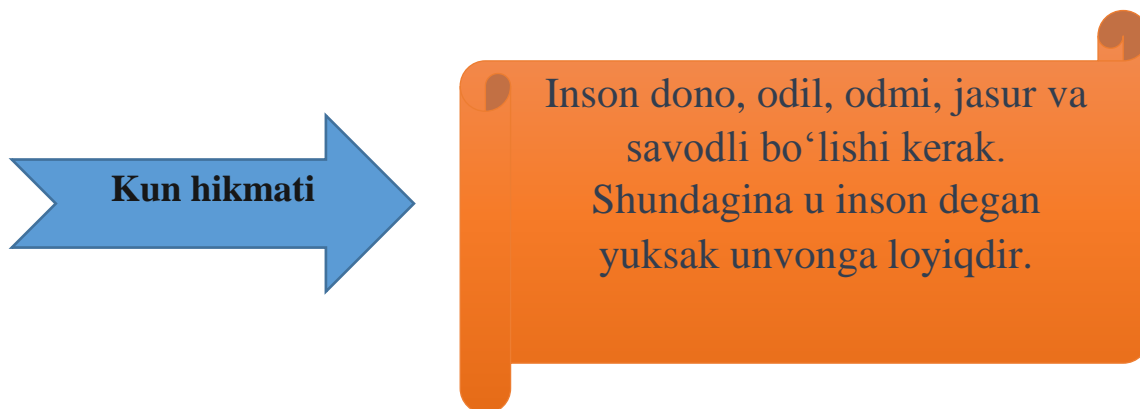 Kun hikmati
Inson dono, odil, odmi, jasur va
savodli bo‘lishi kerak.
Shundagina u inson degan
yuksak unvonga loyiqdir.